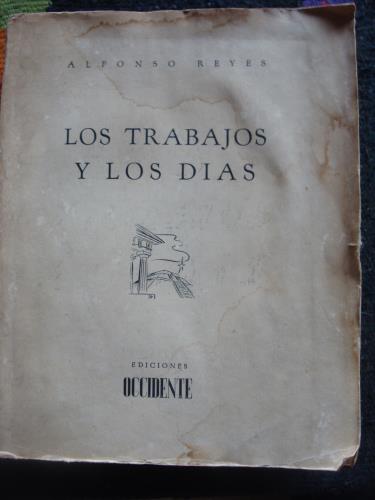 ALFONSO REYES
LOS TRABAJOS
Y LOS DIAS
EDICIONES
OCCIDENTE